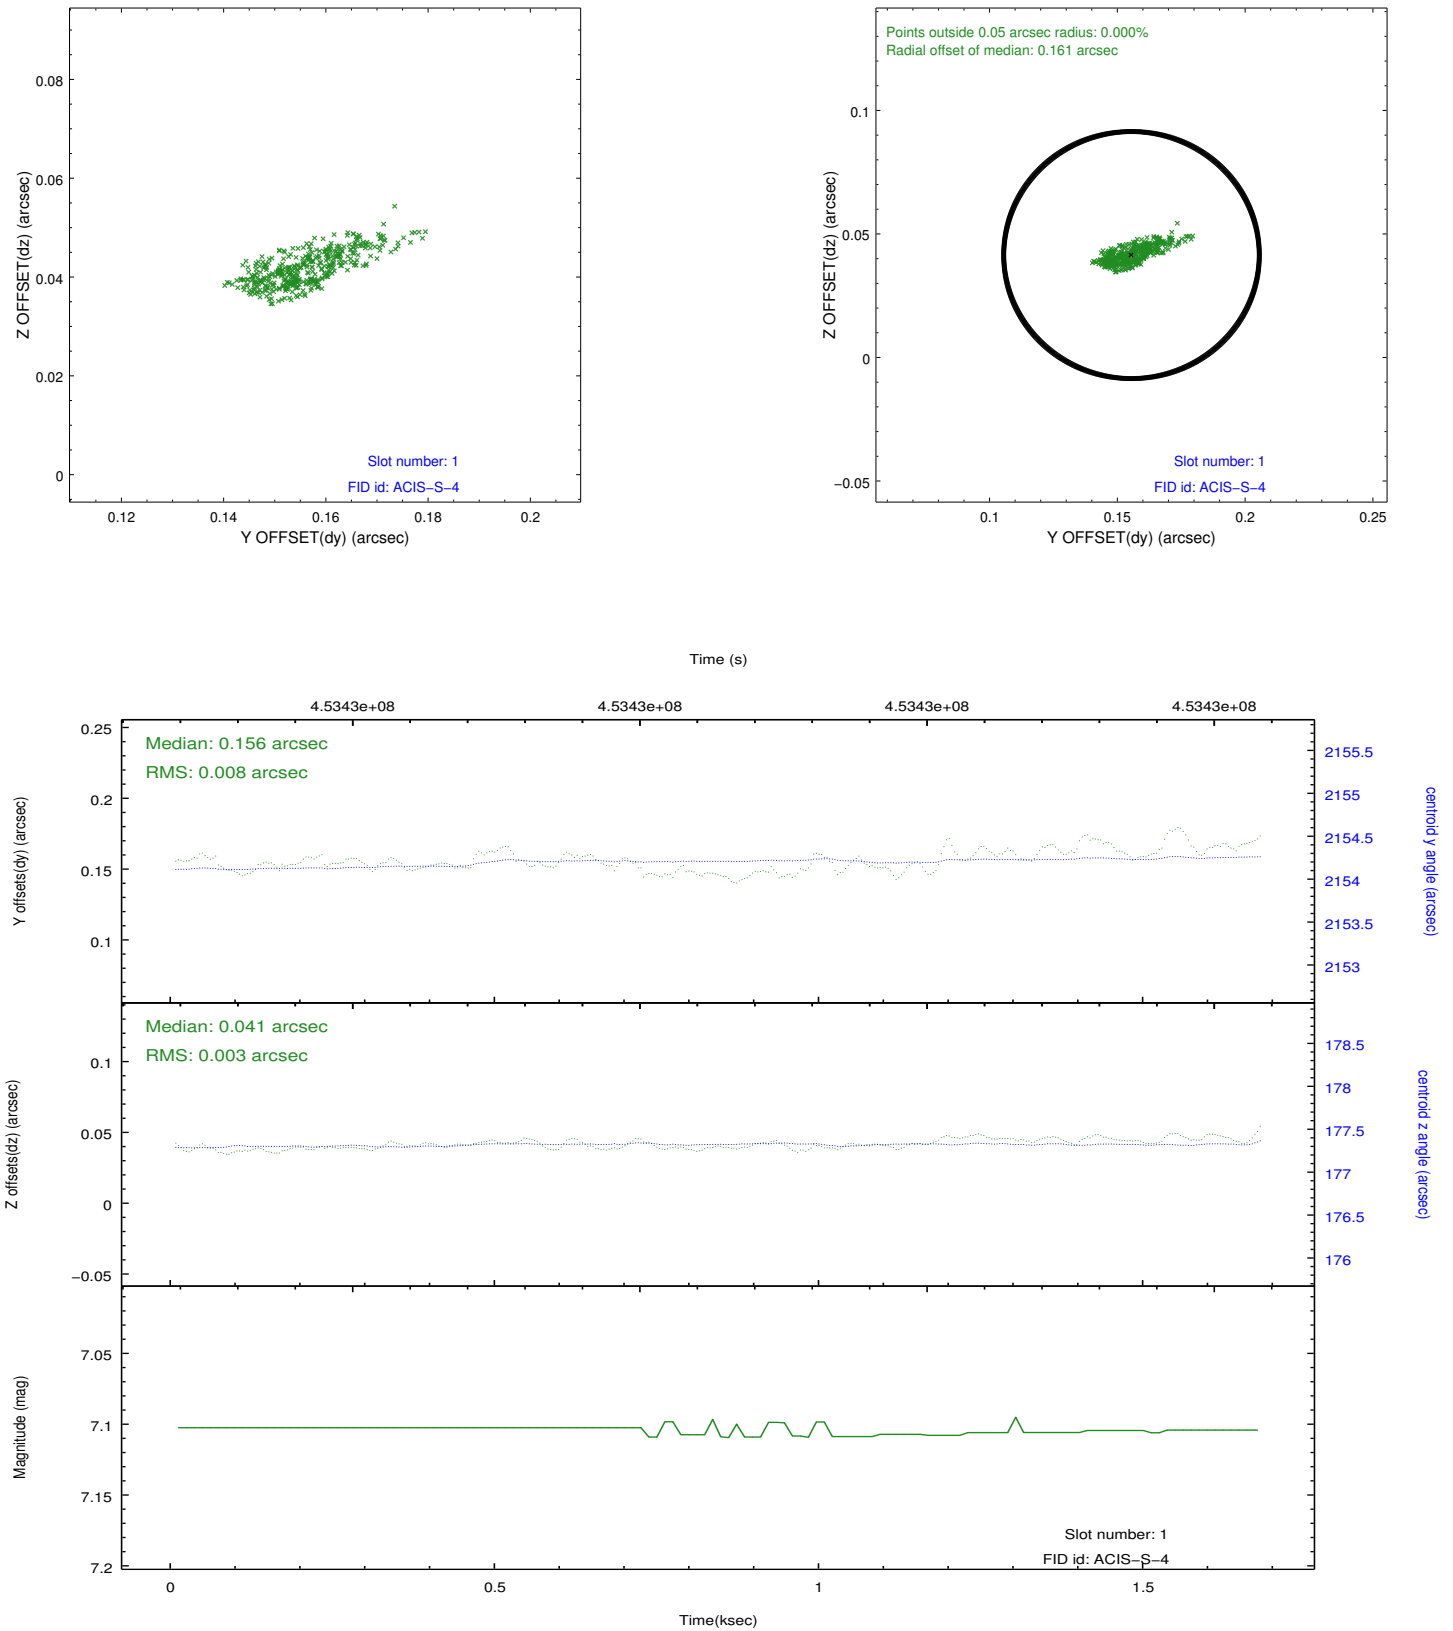 0.08
0.06
0.04
0.02
0
0.12
0.14
0.16
0.18
0.2
Z OFFSET(dz) (arcsec)
Y OFFSET(dy) (arcsec)
Slot number: 1
FID id: ACIS−S−4
Points outside 0.05 arcsec radius: 0.000%
Radial offset of median: 0.161 arcsec
0.1
0.05
0
−0.05
0.1
0.15
0.2
0.25
Z OFFSET(dz) (arcsec)
Y OFFSET(dy) (arcsec)
Slot number: 1
FID id: ACIS−S−4
Time (s)
4.5343e+08
4.5343e+08
4.5343e+08
4.5343e+08
Median: 0.156 arcsec
RMS: 0.008 arcsec
0.25
0.2
0.15
0.1
Y offsets(dy) (arcsec)
2155.5
2155
2154.5
2154
2153.5
2153
centroid y angle (arcsec)
Median: 0.041 arcsec
RMS: 0.003 arcsec
0.1
0.05
0
−0.05
Z offsets(dz) (arcsec)
178.5
178
177.5
177
176.5
176
centroid z angle (arcsec)
7.05
7.1
7.15
7.2
Magnitude (mag)
Slot number: 1
FID id: ACIS−S−4
0
0.5
1
1.5
Time(ksec)